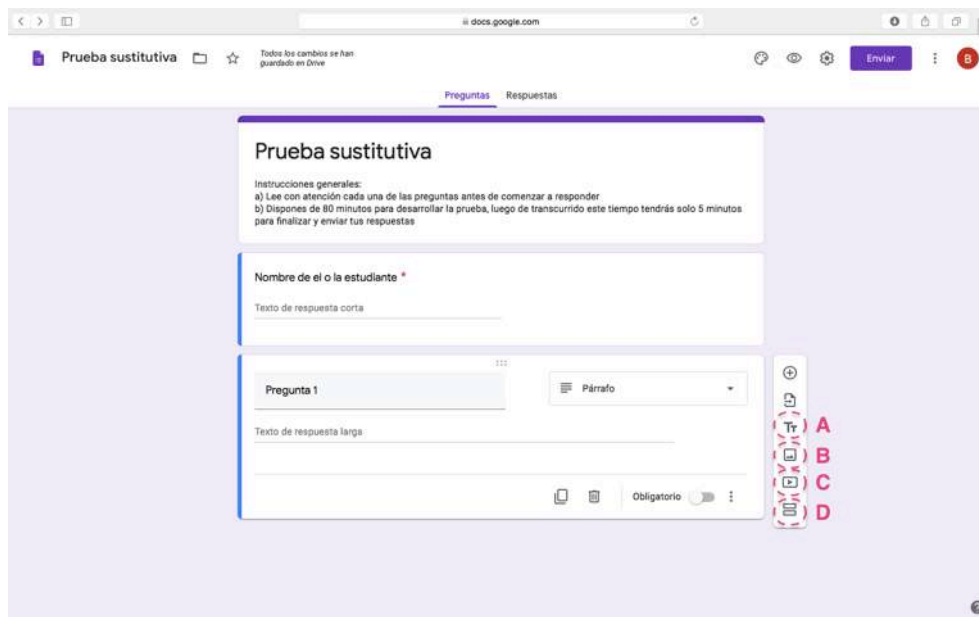 docs.google.com
Prueba sustitutiva
Todos los cambios se han
guardado en Drive
Enviar
B
Preguntas Respuestas
Prueba sustitutiva
Instrucciones generales:
a) Lee con atención cada una de las preguntas antes de comenzar a responder
b) Dispones de 80 minutos para desarrollar la prueba, luego de transcurrido este tiempo tendrás solo 5 minutos
para finalizar y enviar tus respuestas
Nombre de el o la estudiante *
Texto de respuesta corta
Pregunta 1
Párrafo
Texto de respuesta larga
Tт A
B
C
Obligatorio
D